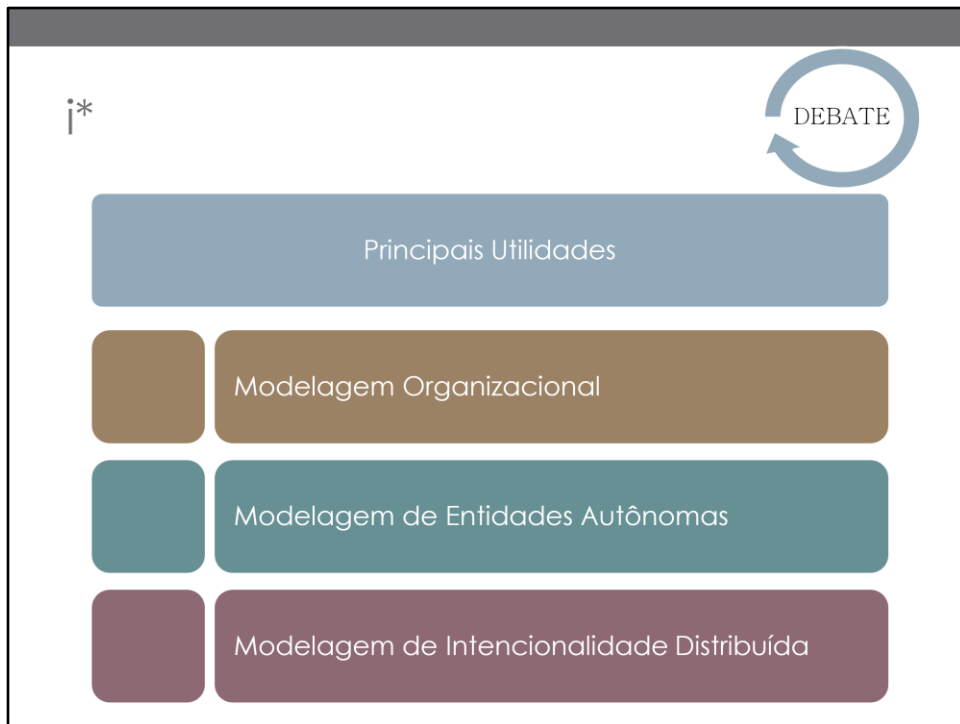 i*
DEBATE
Principais Utilidades
Modelagem Organizacional
Modelagem de Entidades Autônomas
Modelagem de Intencionalidade Distribuída